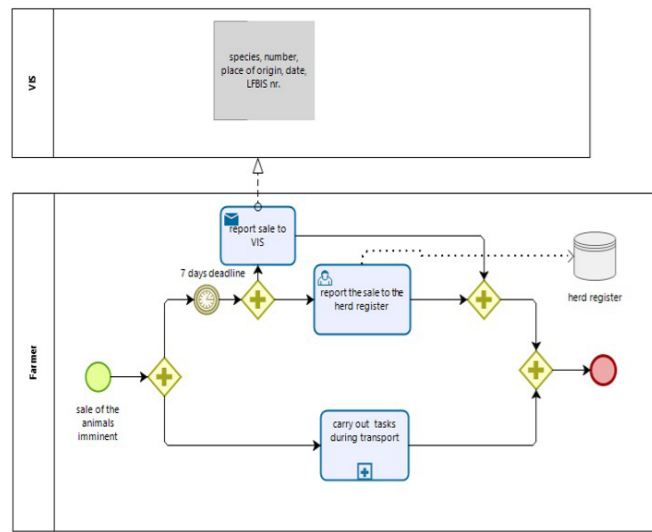 VIS
species, number,
place of origin, date,
LFBIS nr.
Farmer
report sale to
VIS
7 days deadline
report the sale to the
herd register
herd register
sale of the
animals
imminent
carry out tasks
during transport